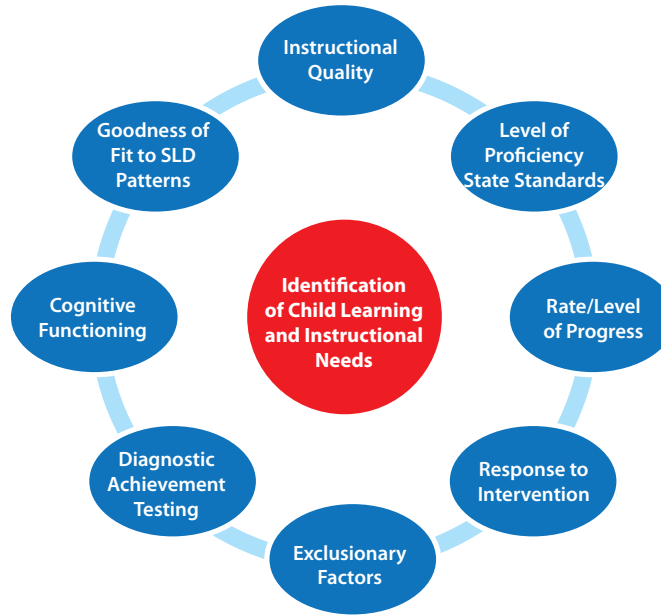 Instructional
Quality
Level of
Proficiency
State Standards
Rate/Level
of Progress
Response to
Intervention
Exclusionary
Factors
Diagnostic
Achievement
Testing
Cognitive
Functioning
Goodness of
Fit to SLD
Patterns
Identification
of Child Learning
and Instructional
Needs